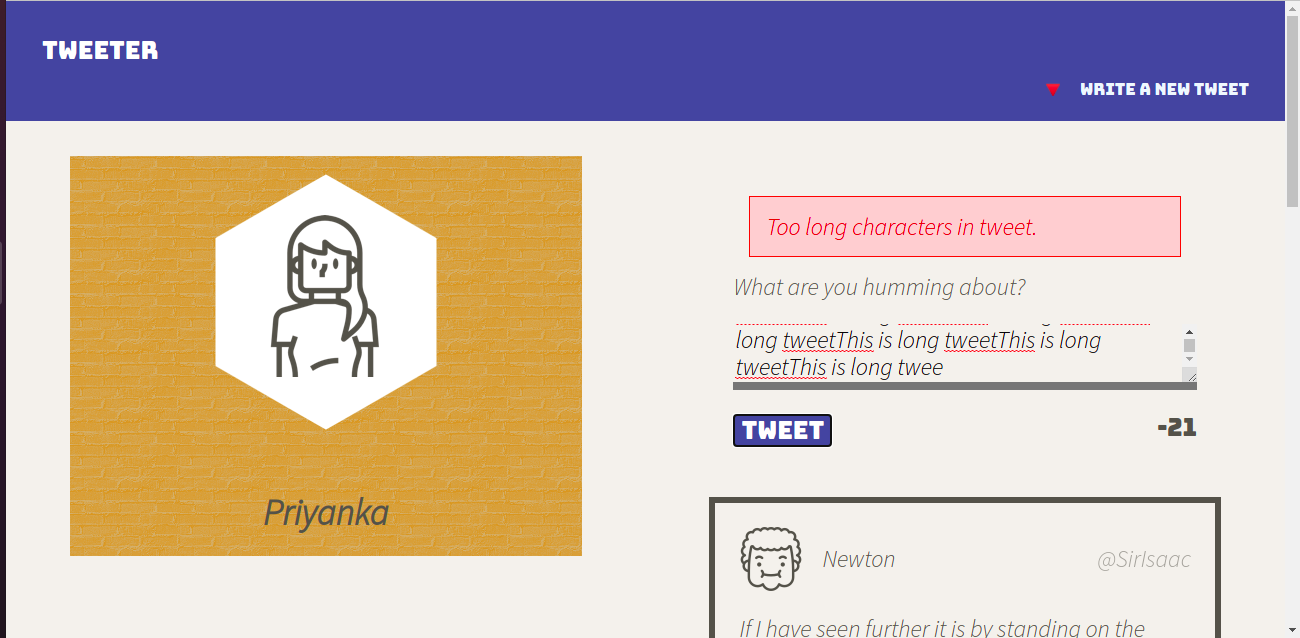 TWEETER
WRITE A NEW TWEET
Priyanka
Too long characters in tweet.
What are you humming about?
long tweetThis is long tweetThis is long
tweetThis is long twee
TWEET
-21
Newton
@SirIsaac
If I have seen further it is by standing on the